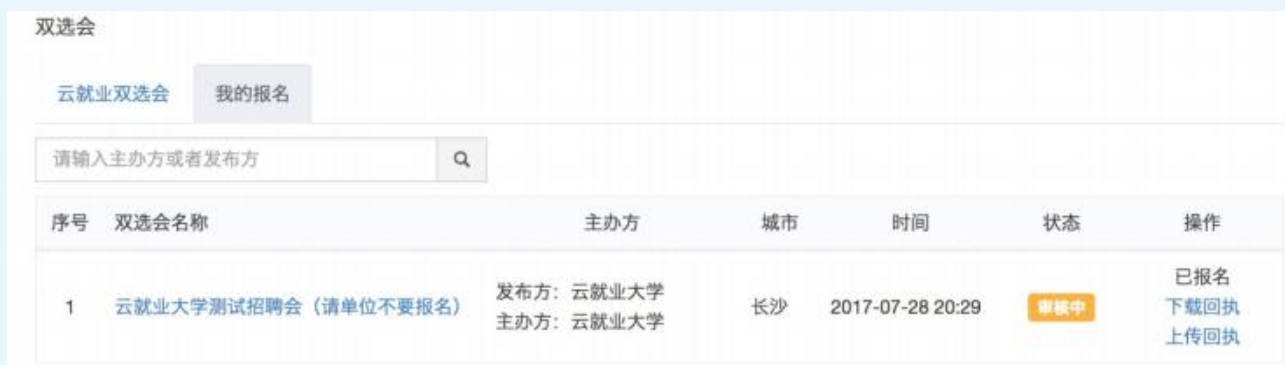 双选会
云就业双选会 我的报名
请输入主办方或者发布方
序号 双选会名称 主办方 城市 时间 状态 操作
1 云就业大学测试招聘会（请单位不要报名） 发布方：云就业大学 长沙 2017-07-28 20:29 审核中 已报名
主办方：云就业大学 下载回执
上传回执